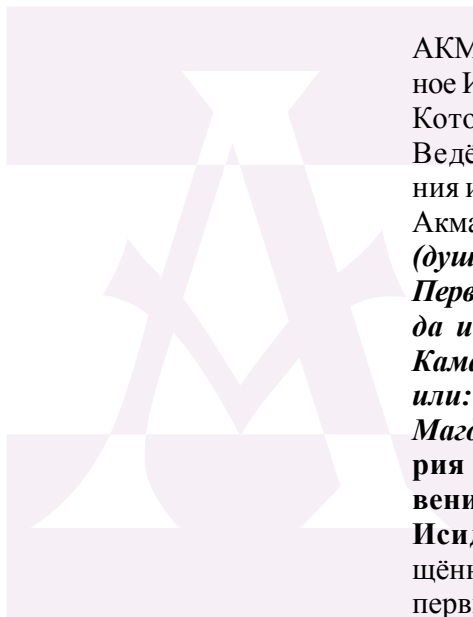 А
АКМ
ное И
Кото
Ведё
ния и
Акма
(душ
Перв
да и
Кама
или:
Маго
рия
вени
Исид
щённ
перв